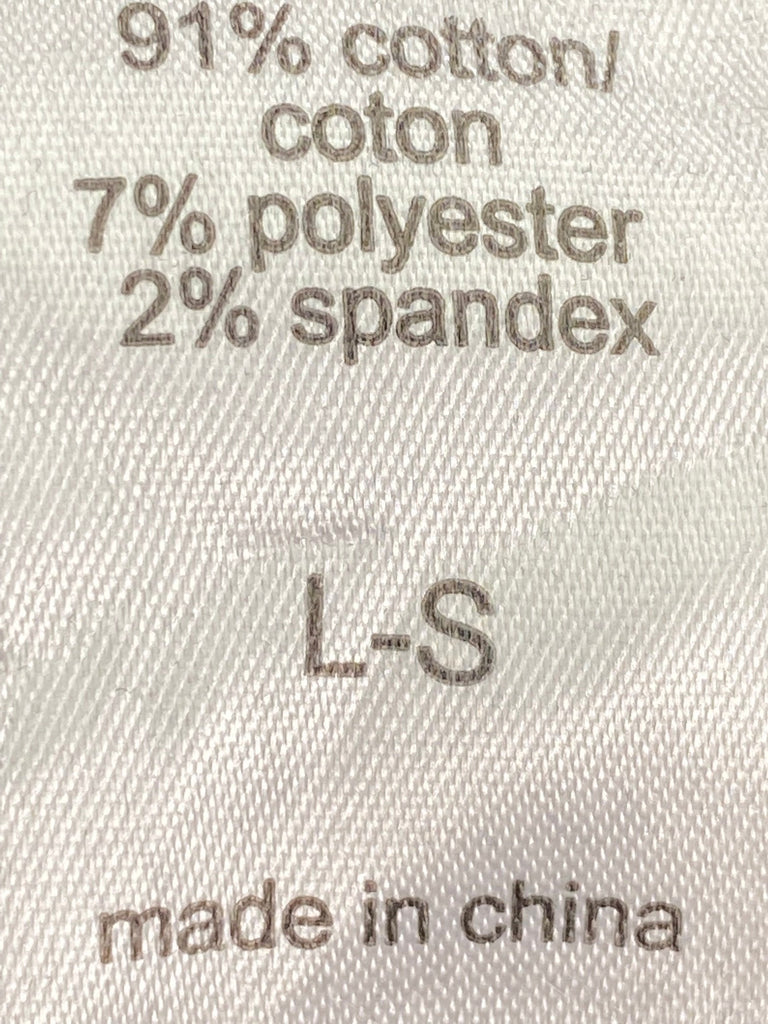 91% cotton/
coton
7% polyester
2% spandex
L-S
made in china